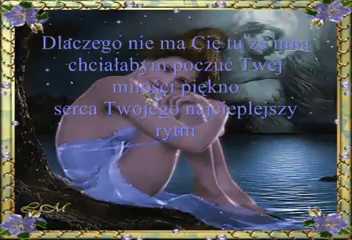 Dlaczego nie ma Cię tu ze mną
chciałabym poczuć Twej
miłości piękno
serca Twojego najcieplejszy
rytm